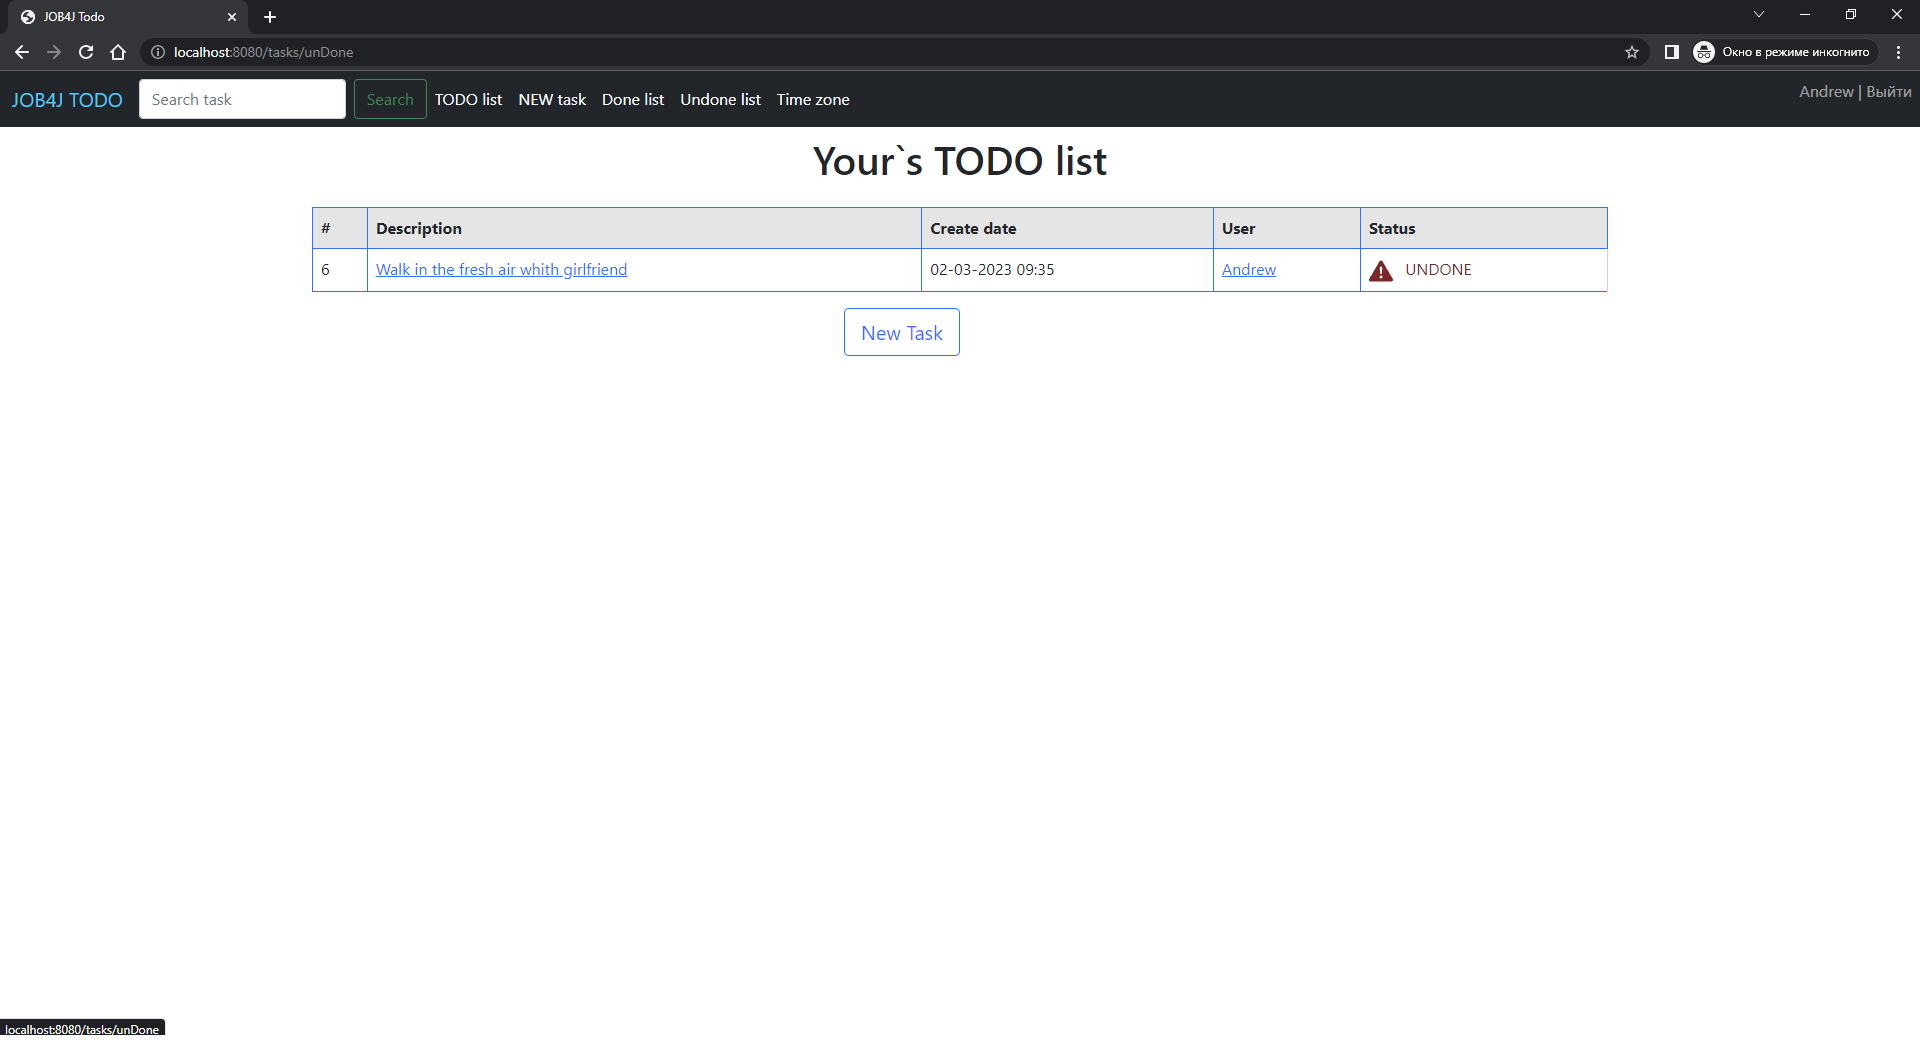 JOB4J Todo
localhost:8080/tasks/unDone
Окно в режиме инкогнито
JOB4J TODO Search task Search TODO list NEW task Done list Undone list Time zone Andrew | Выйти
Your`s TODO list
# Description Create date User Status
6 Walk in the fresh air whith girlfriend 02-03-2023 09:35 Andrew UNDONE
New Task
localhost:8080/tasks/unDone